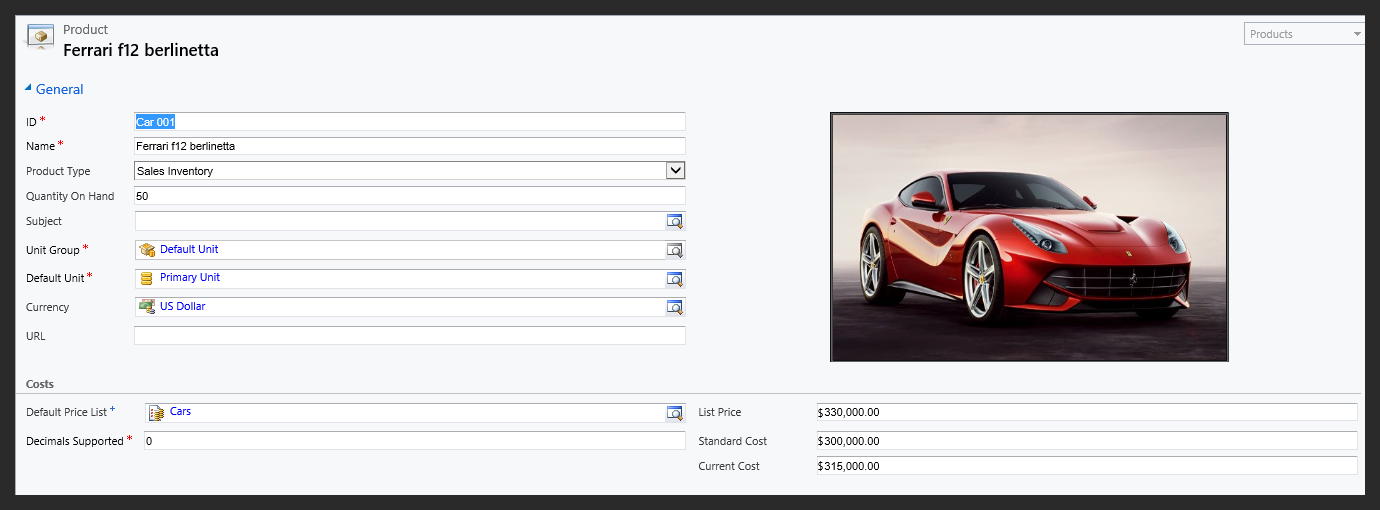 Product
Ferrari f12 berlinetta
Products
General
ID *
Car 001
Name *
Ferrari f12 berlinetta
Product Type
Sales Inventory
Quantity On Hand
50
Subject
Unit Group *
Default Unit
Default Unit *
Primary Unit
Currency
US Dollar
URL
Costs
Default Price List +
Cars
List Price
$330,000.00
Decimals Supported *
0
Standard Cost
$300,000.00
Current Cost
$315,000.00